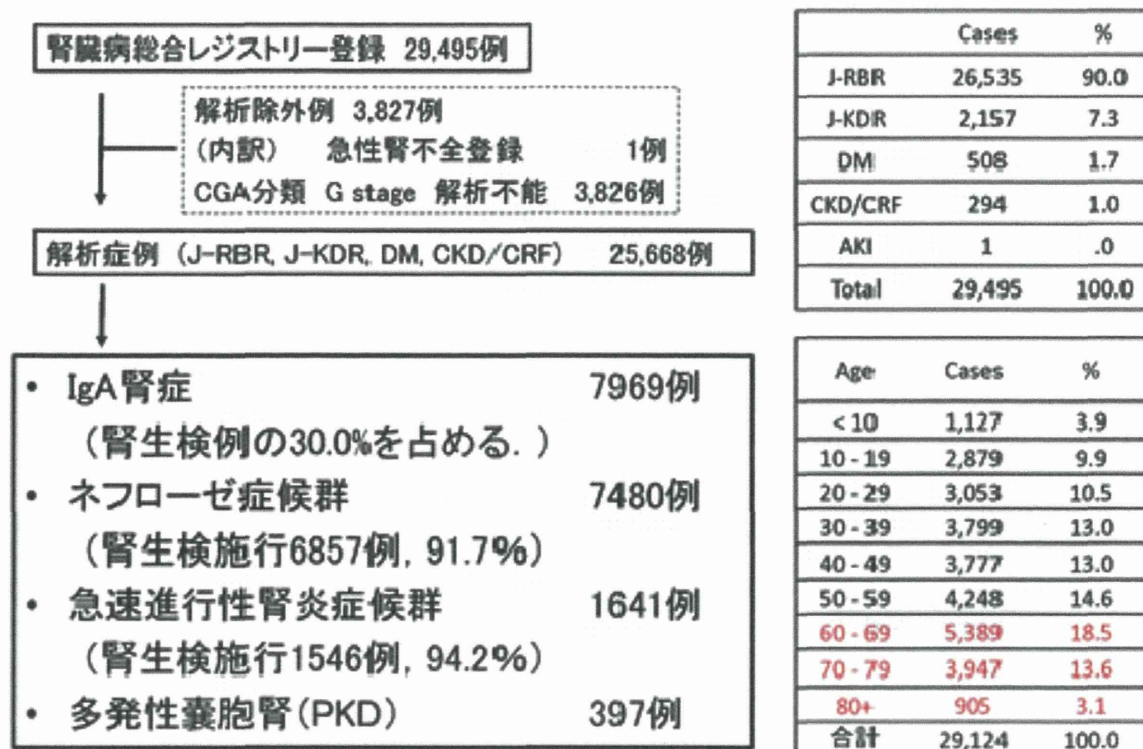 腎臓病総合レジストリー登録 29,495例
解析除外例 3,827例
(内訳) 急性腎不全登録 1例
CGA分類 G stage 解析不能 3,826例
解析症例 (J-RBR, J-KDR, DM, CKD/CRF) 25,668例
• IgA腎症 7969例
(腎生検例の30.0%を占める. )
• ネフローゼ症候群 7480例
(腎生検施行6857例, 91.7%)
• 急速進行性腎炎症候群 1641例
(腎生検施行1546例, 94.2%)
• 多発性嚢胞腎(PKD) 397例
Cases %
J-RBR 26,535 90.0
J-KDR 2,157 7.3
DM 508 1.7
CKD/CRF 294 1.0
AKI 1 .0
Total 29,495 100.0
Age Cases %
< 10 1,127 3.9
10 - 19 2,879 9.9
20 - 29 3,053 10.5
30 - 39 3,799 13.0
40 - 49 3,777 13.0
50 - 59 4,248 14.6
60 - 69 5,389 18.5
70 - 79 3,947 13.6
80+ 905 3.1
合計 29,124 100.0